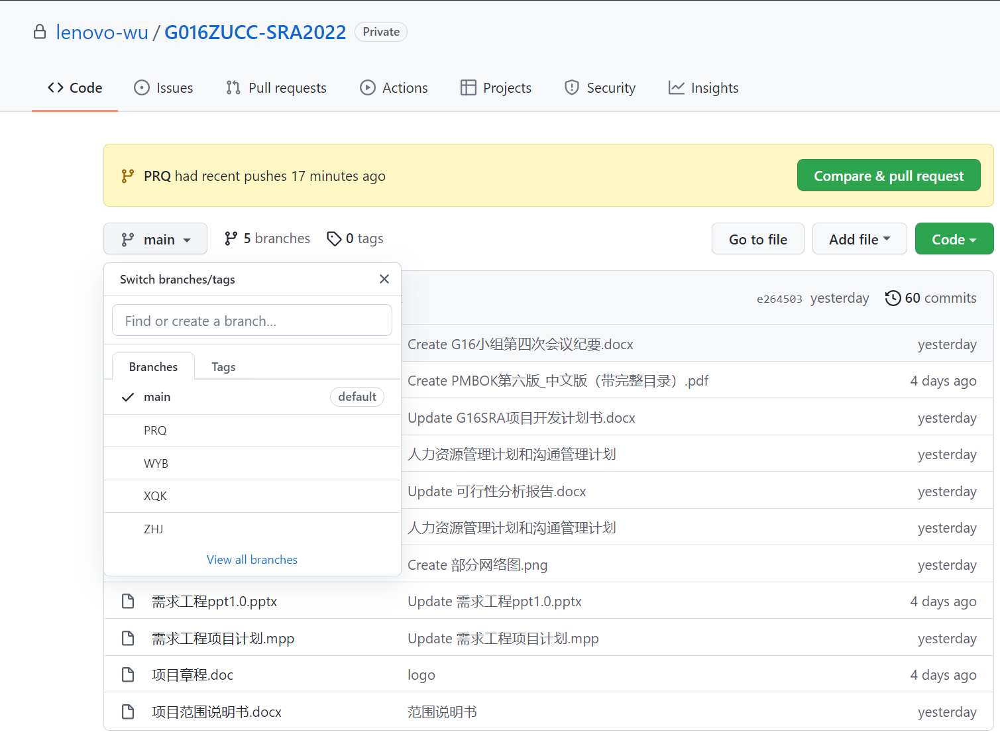 lenovo-wu / G016ZUCC-SRA2022 Private
Code Issues Pull requests Actions Projects Security Insights
PRQ had recent pushes 17 minutes ago Compare & pull request
main 5 branches 0 tags Go to file Add file Code
Switch branches/tags
e264503 yesterday 60 commits
Find or create a branch...
Create G16小组第四次会议纪要.docx yesterday
Branches Tags
Create PMBOK第六版_中文版（带完整目录）.pdf 4 days ago
main default
Update G16SRA项目开发计划书.docx yesterday
PRQ
人力资源管理计划和沟通管理计划 yesterday
WYB
Update 可行性分析报告.docx yesterday
XQK
人力资源管理计划和沟通管理计划 yesterday
ZHJ
View all branches
Create 部分网络图.png yesterday
需求工程ppt1.0.pptx Update 需求工程ppt1.0.pptx 4 days ago
需求工程项目计划.mpp Update 需求工程项目计划.mpp yesterday
项目章程.doc logo 4 days ago
项目范围说明书.docx 范围说明书 yesterday